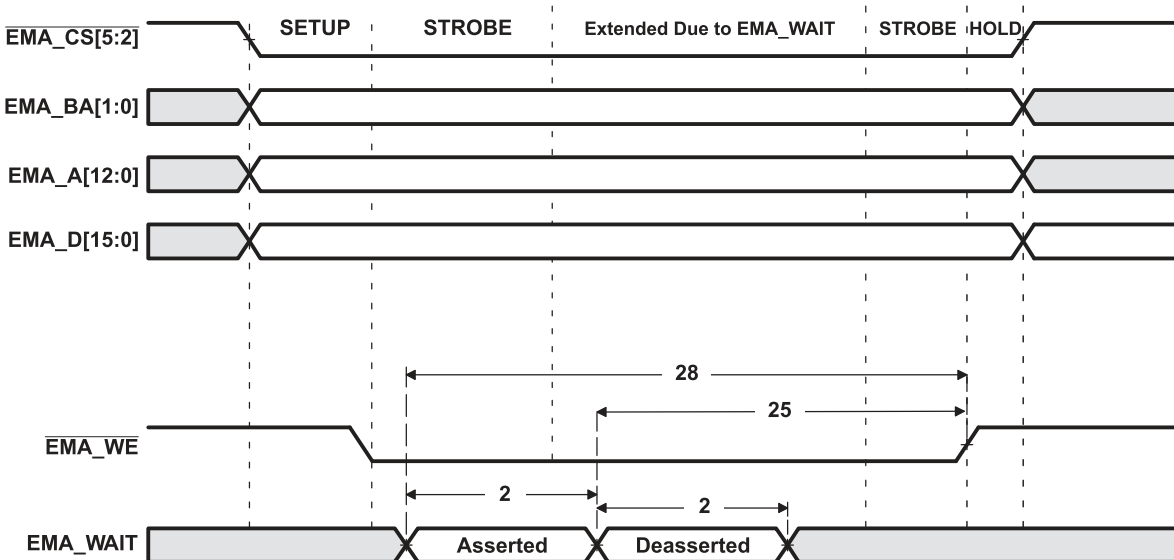 EMA_CS[5:2] SETUP STROBE Extended Due to EMA_WAIT STROBE HOLD
EMA_BA[1:0]
EMA_A[12:0]
EMA_D[15:0]
28
25
EMA_WE
2
2
EMA_WAIT Asserted Deasserted